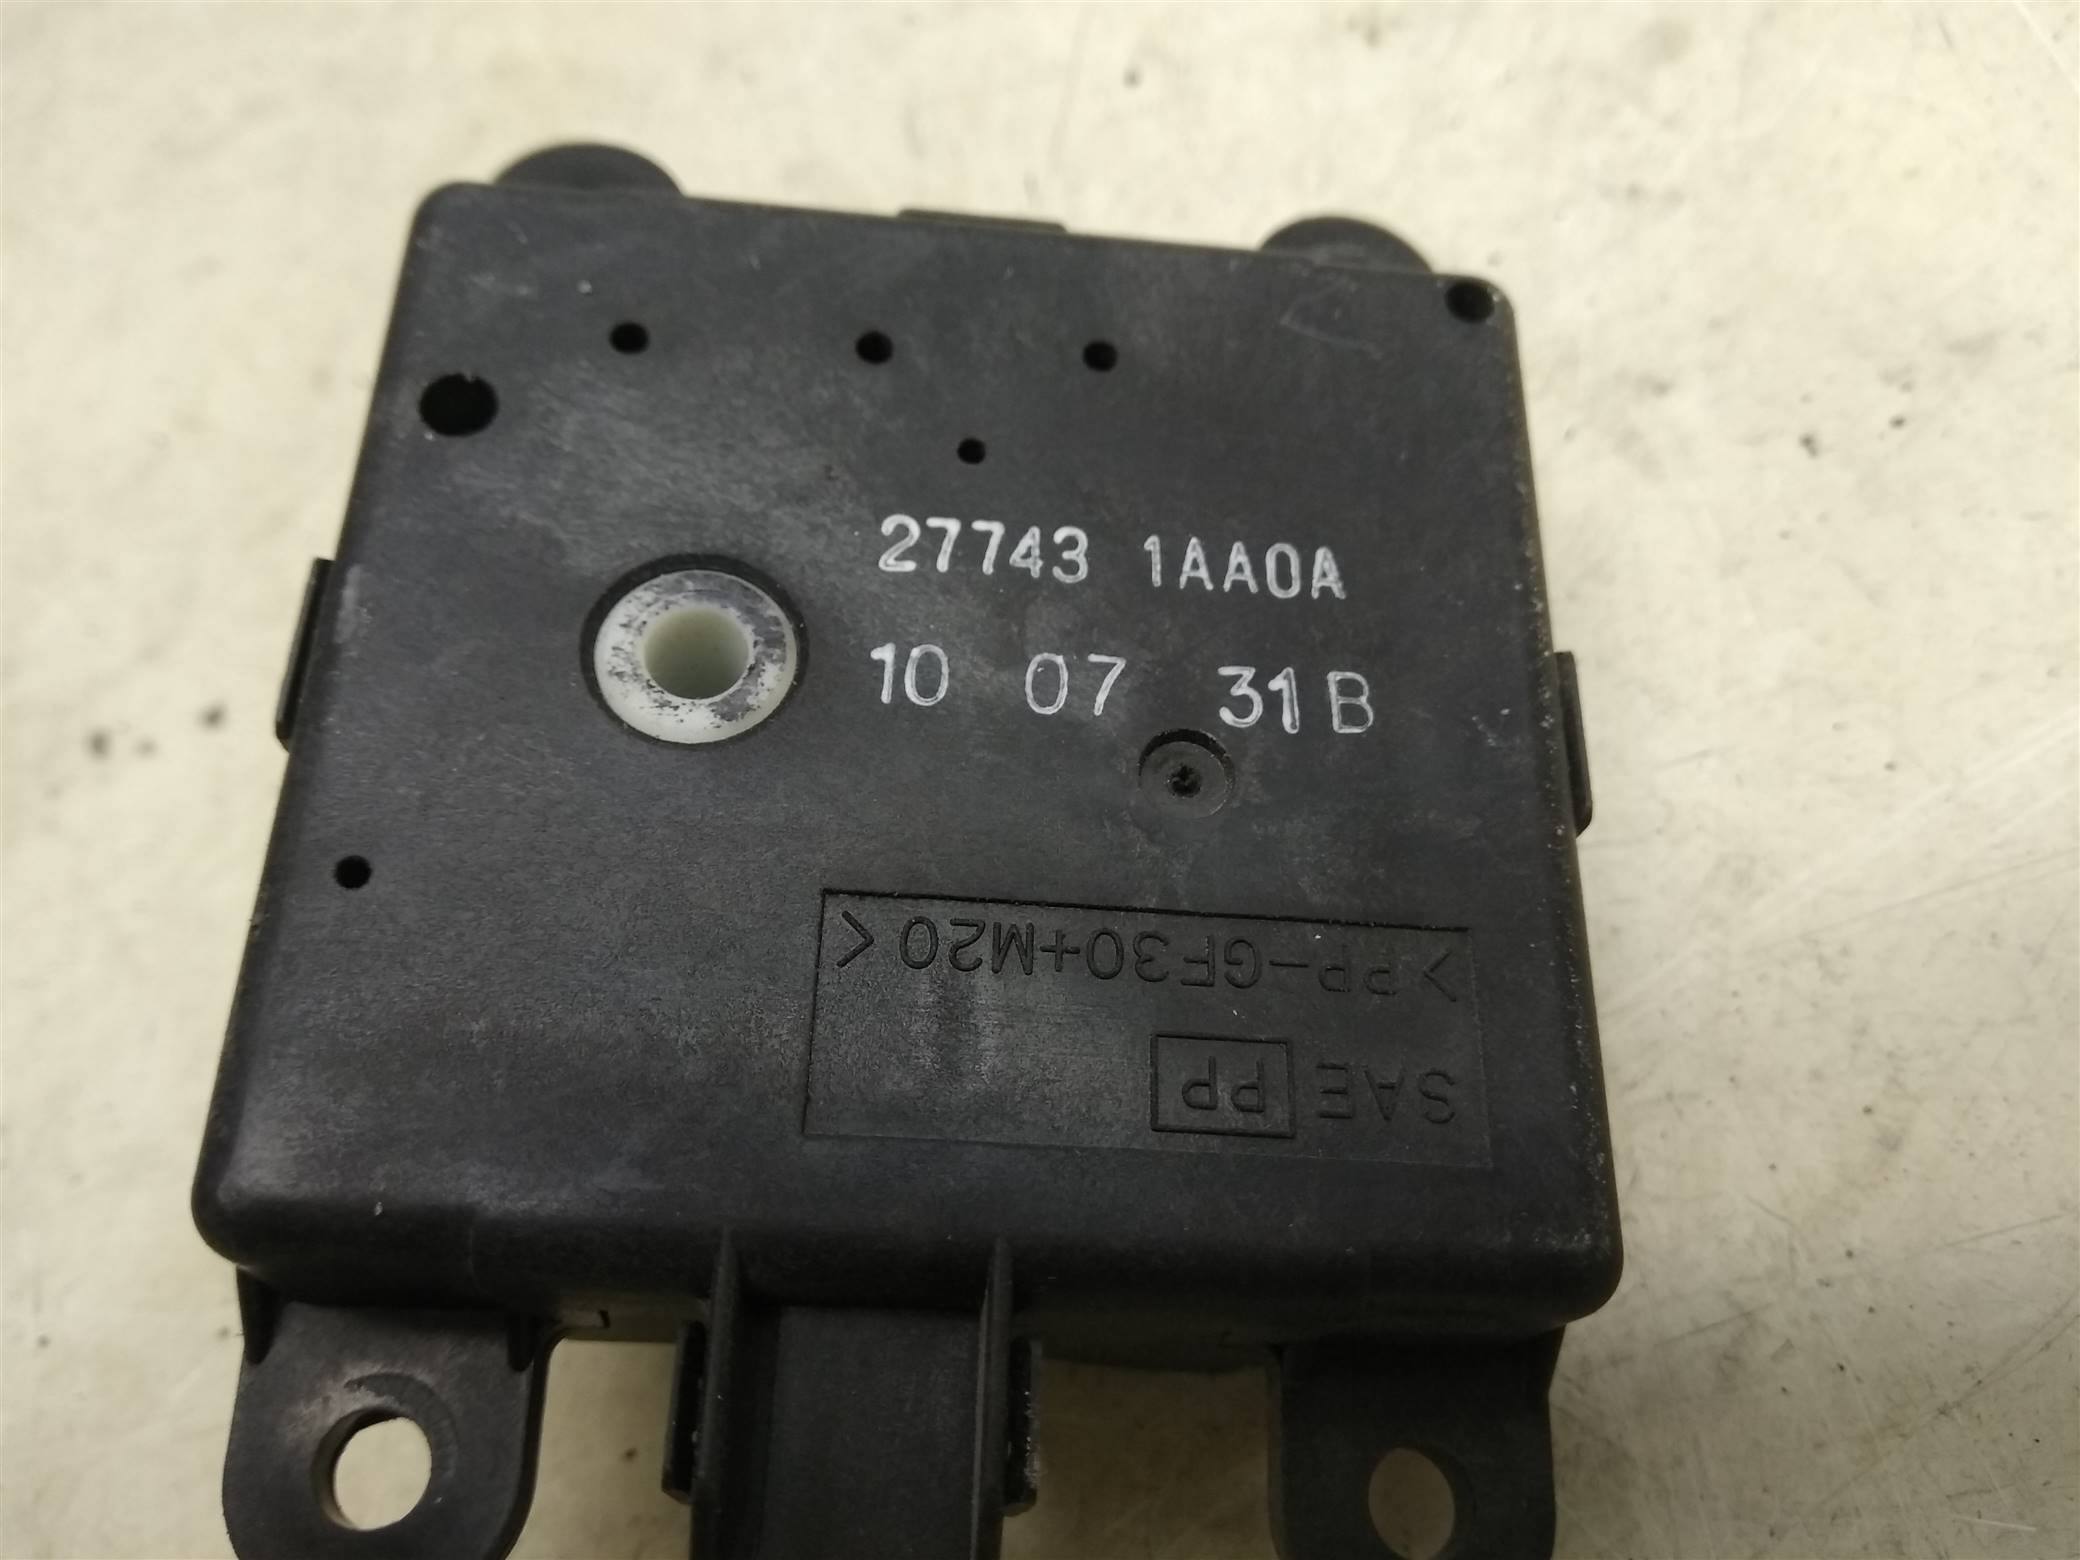 27743 1AA0A
10 07 31B
>PP-GF30+M20<
SAE PP